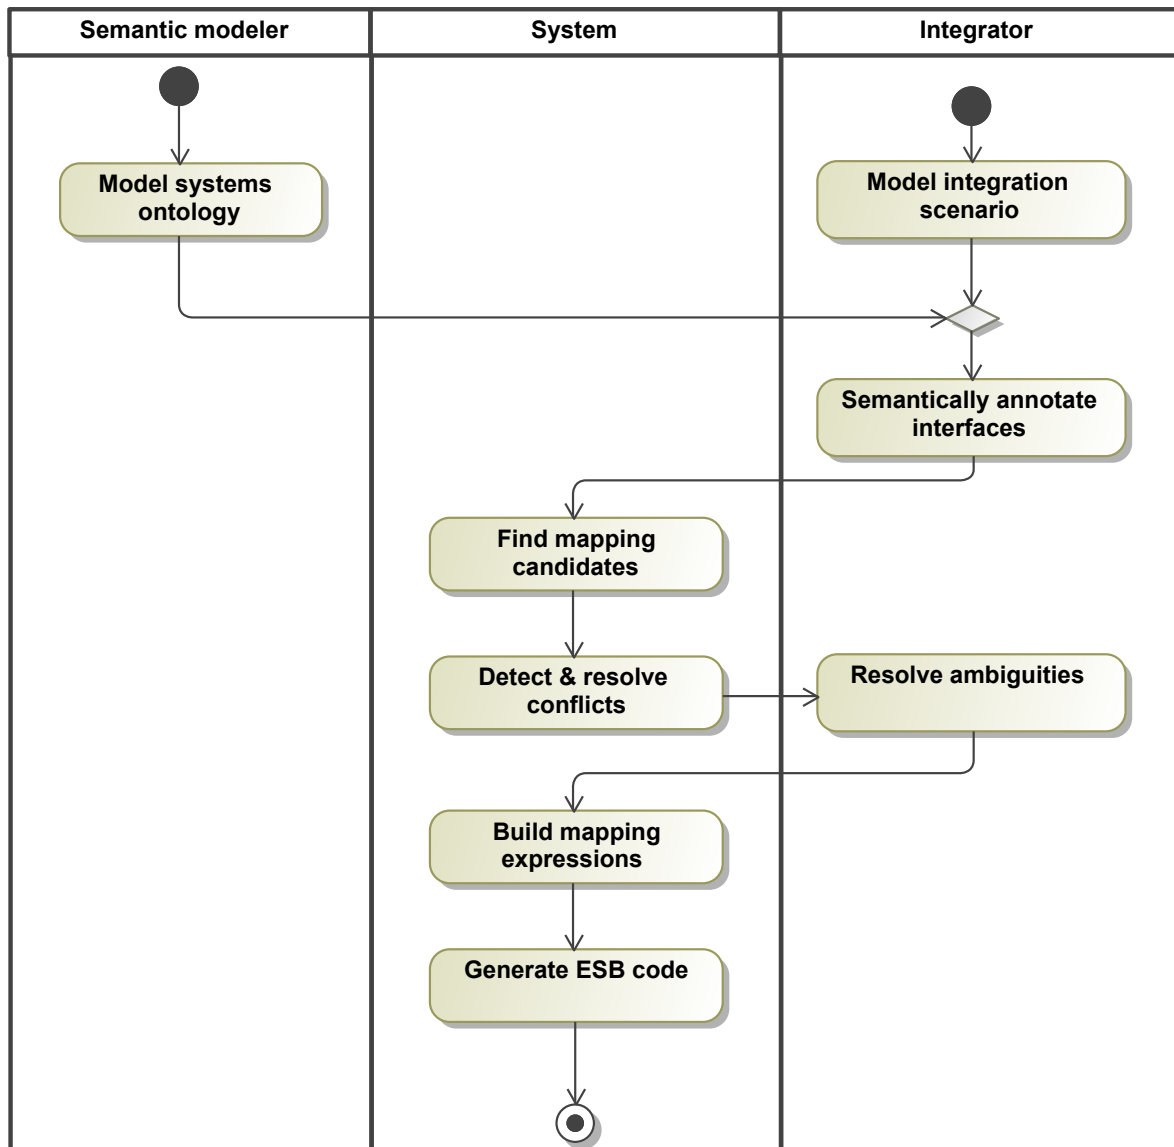 Semantic modeler
System
Integrator
Model systems
ontology
Model integration
scenario
Semantically annotate
interfaces
Find mapping
candidates
Detect & resolve
conflicts
Resolve ambiguities
Build mapping
expressions
Generate ESB code